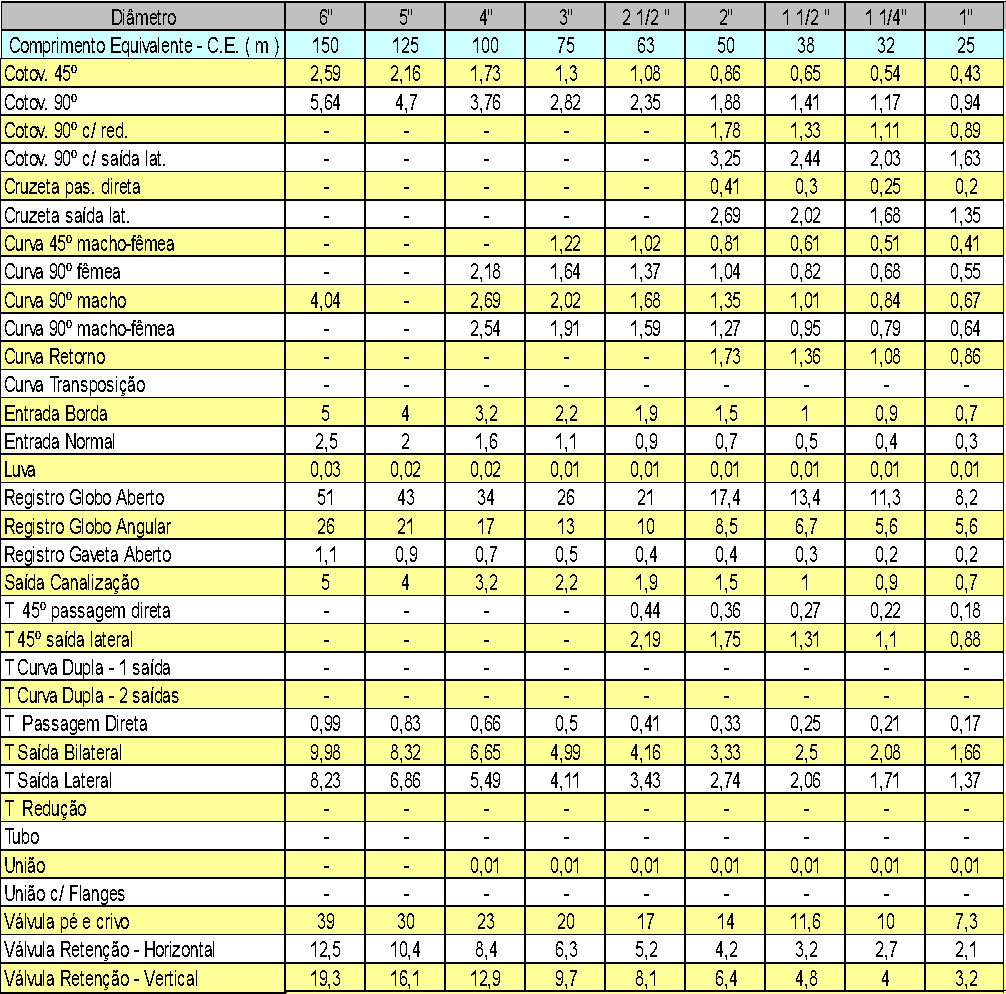 Diâmetro 6" 5" 4" 3" 2 1/2 " 2" 1 1/2 " 1 1/4" 1"
Comprimento Equivalente - C.E. ( m ) 150 125 100 75 63 50 38 32 25
Cotov. 45º 2,59 2,16 1,73 1,3 1,08 0,86 0,65 0,54 0,43
Cotov. 90º 5,64 4,7 3,76 2,82 2,35 1,88 1,41 1,17 0,94
Cotov. 90º c/ red. - - - - - 1,78 1,33 1,11 0,89
Cotov. 90º c/ saída lat. - - - - - 3,25 2,44 2,03 1,63
Cruzeta pas. direta - - - - - 0,41 0,3 0,25 0,2
Cruzeta saída lat. - - - - - 2,69 2,02 1,68 1,35
Curva 45º macho-fêmea - - - 1,22 1,02 0,81 0,61 0,51 0,41
Curva 90º fêmea - - 2,18 1,64 1,37 1,04 0,82 0,68 0,55
Curva 90º macho 4,04 - 2,69 2,02 1,68 1,35 1,01 0,84 0,67
Curva 90º macho-fêmea - - 2,54 1,91 1,59 1,27 0,95 0,79 0,64
Curva Retorno - - - - - 1,73 1,36 1,08 0,86
Curva Transposição - - - - - - - - -
Entrada Borda 5 4 3,2 2,2 1,9 1,5 1 0,9 0,7
Entrada Normal 2,5 2 1,6 1,1 0,9 0,7 0,5 0,4 0,3
Luva 0,03 0,02 0,02 0,01 0,01 0,01 0,01 0,01 0,01
Registro Globo Aberto 51 43 34 26 21 17,4 13,4 11,3 8,2
Registro Globo Angular 26 21 17 13 10 8,5 6,7 5,6 5,6
Registro Gaveta Aberto 1,1 0,9 0,7 0,5 0,4 0,4 0,3 0,2 0,2
Saída Canalização 5 4 3,2 2,2 1,9 1,5 1 0,9 0,7
T 45º passagem direta - - - - 0,44 0,36 0,27 0,22 0,18
T 45º saída lateral - - - - 2,19 1,75 1,31 1,1 0,88
T Curva Dupla - 1 saída - - - - - - - - -
T Curva Dupla - 2 saídas - - - - - - - - -
T Passagem Direta 0,99 0,83 0,66 0,5 0,41 0,33 0,25 0,21 0,17
T Saída Bilateral 9,98 8,32 6,65 4,99 4,16 3,33 2,5 2,08 1,66
T Saída Lateral 8,23 6,86 5,49 4,11 3,43 2,74 2,06 1,71 1,37
T Redução - - - - - - - - -
Tubo - - - - - - - - -
União - - 0,01 0,01 0,01 0,01 0,01 0,01 0,01
União c/ Flanges - - - - - - - - -
Válvula pé e crivo 39 30 23 20 17 14 11,6 10 7,3
Válvula Retenção - Horizontal 12,5 10,4 8,4 6,3 5,2 4,2 3,2 2,7 2,1
Válvula Retenção - Vertical 19,3 16,1 12,9 9,7 8,1 6,4 4,8 4 3,2